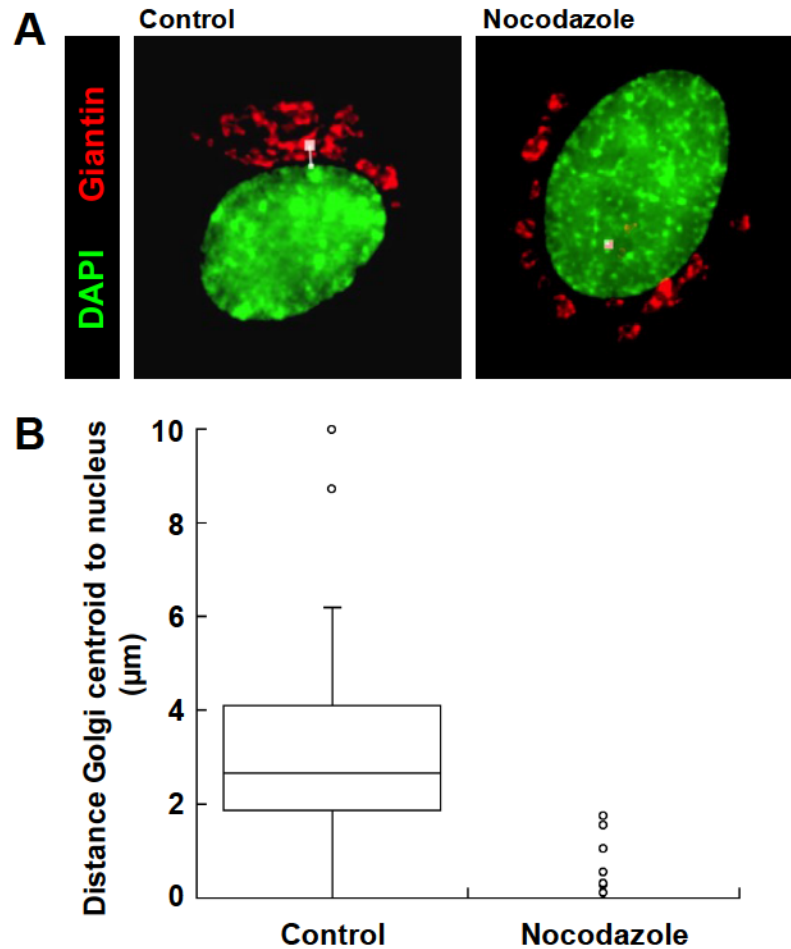 A
Control
Nocodazole
DAPI Giantin
B
Distance Golgi centroid to nucleus
(µm)
10
8
6
4
2
0
Control
Nocodazole